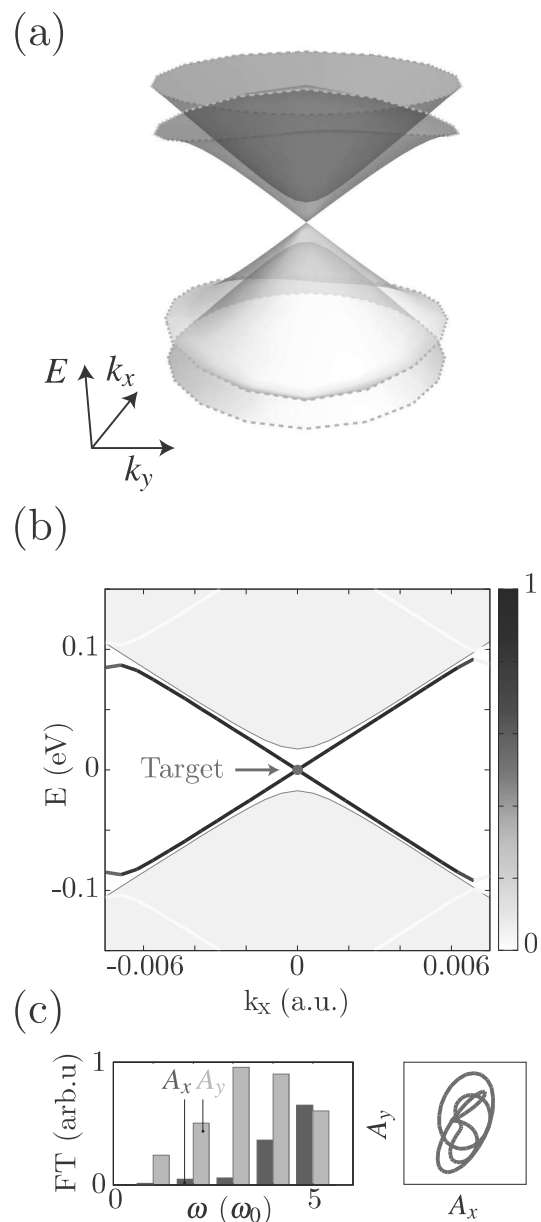 (a)
E
k_x
k_y
(b)
1
0.1
E (eV)
Target
0
-0.1
0
-0.006
0
0.006
k_x (a.u.)
(c)
1
A_x A_y
FT (arb.u)
0
0
5
ω (ω_0)
A_y
A_x